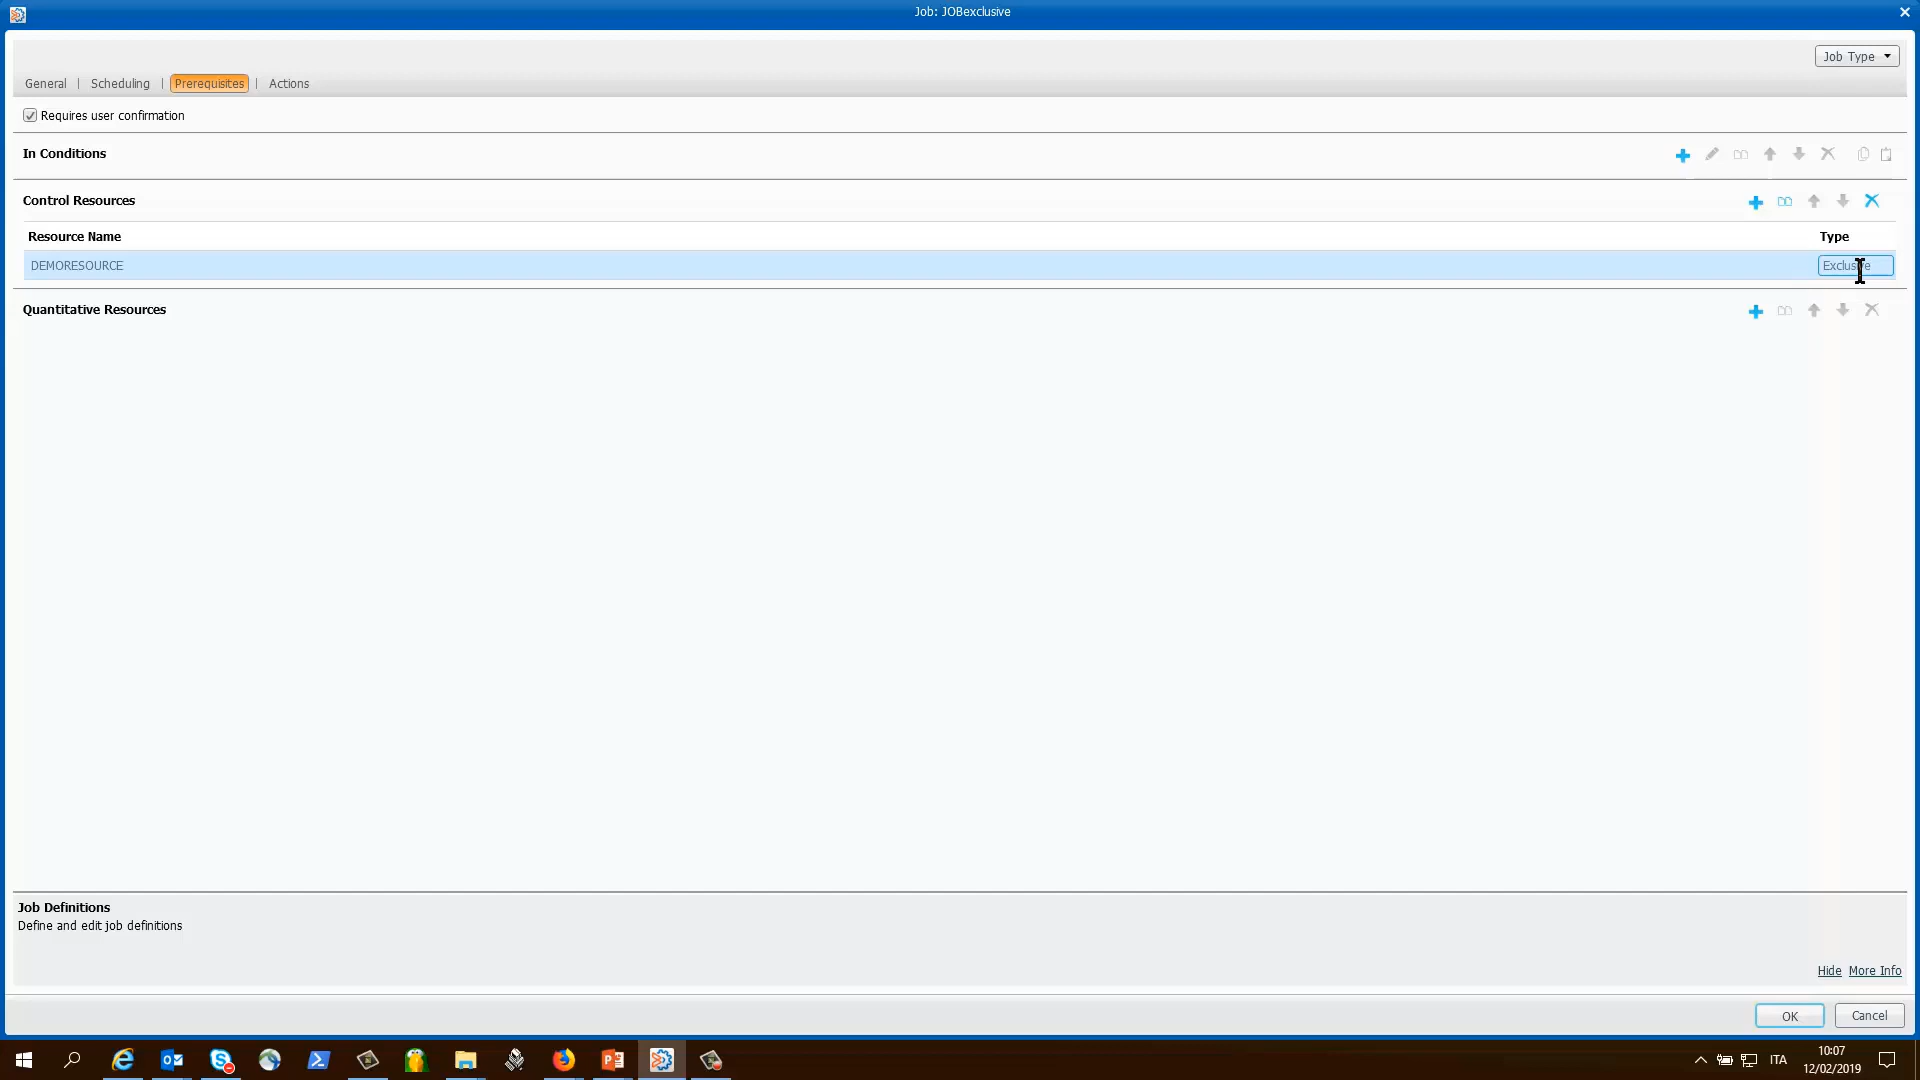 Job: JOBexclusive
Job Type
General | Scheduling | Prerequisites | Actions
Requires user confirmation
In Conditions
Control Resources
Resource Name Type
DEMORESOURCE Exclusive
Quantitative Resources
Job Definitions
Define and edit job definitions
Hide More Info
OK Cancel
ITA
10:07
12/02/2019